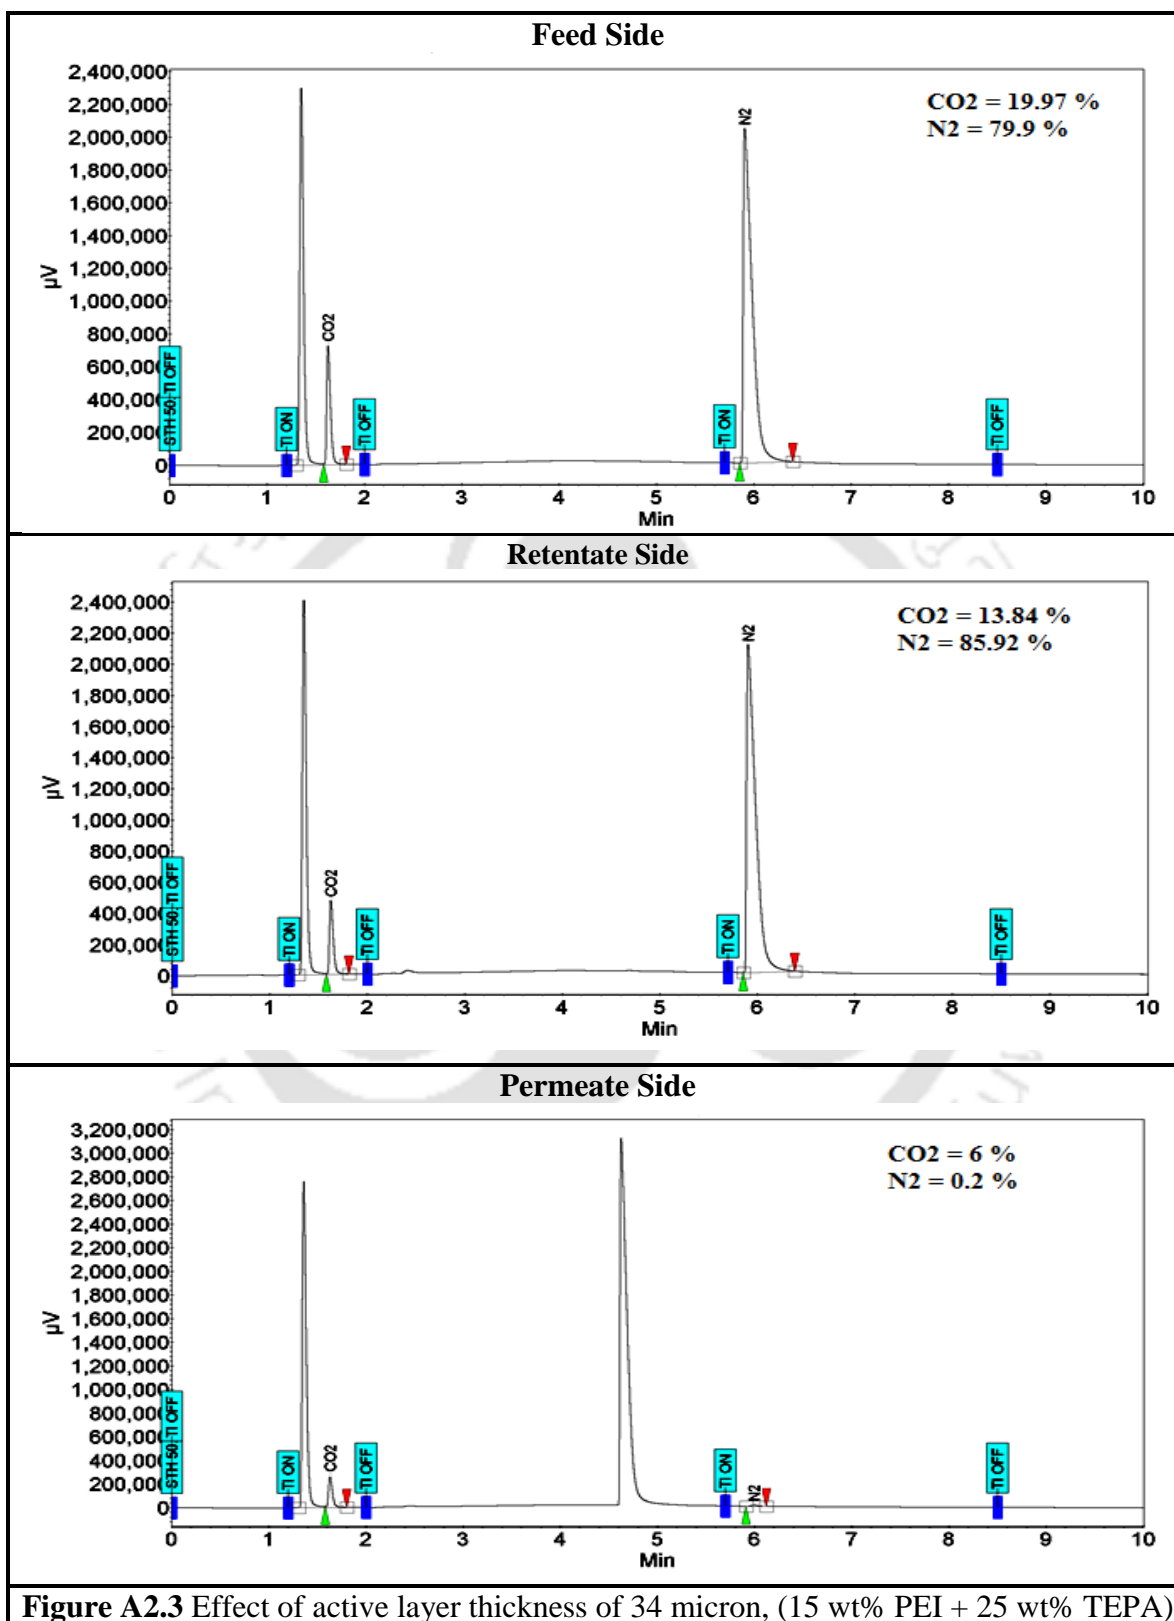 Feed Side
CO2 = 19.97 %
N2 = 79.9 %
2,400,000
2,200,000
2,000,000
1,800,000
1,600,000
1,400,000
1,200,000
1,000,000
800,000
600,000
400,000
200,000
0
µV
STH 50;-TI OFF
-TI ON
CO2
-TI OFF
-TI ON
N2
-TI OFF
0 1 2 3 4 5 6 7 8 9 10
Min
Retentate Side
CO2 = 13.84 %
N2 = 85.92 %
2,400,000
2,200,000
2,000,000
1,800,000
1,600,000
1,400,000
1,200,000
1,000,000
800,000
600,000
400,000
200,000
0
µV
STH 50;-TI OFF
-TI ON
CO2
-TI OFF
-TI ON
N2
-TI OFF
0 1 2 3 4 5 6 7 8 9 10
Min
Permeate Side
CO2 = 6 %
N2 = 0.2 %
3,200,000
3,000,000
2,800,000
2,600,000
2,400,000
2,200,000
2,000,000
1,800,000
1,600,000
1,400,000
1,200,000
1,000,000
800,000
600,000
400,000
200,000
0
µV
STH 50;-TI OFF
-TI ON
CO2
-TI OFF
-TI ON
N2
-TI OFF
0 1 2 3 4 5 6 7 8 9 10
Min
Figure A2.3 Effect of active layer thickness of 34 micron, (15 wt% PEI + 25 wt% TEPA)